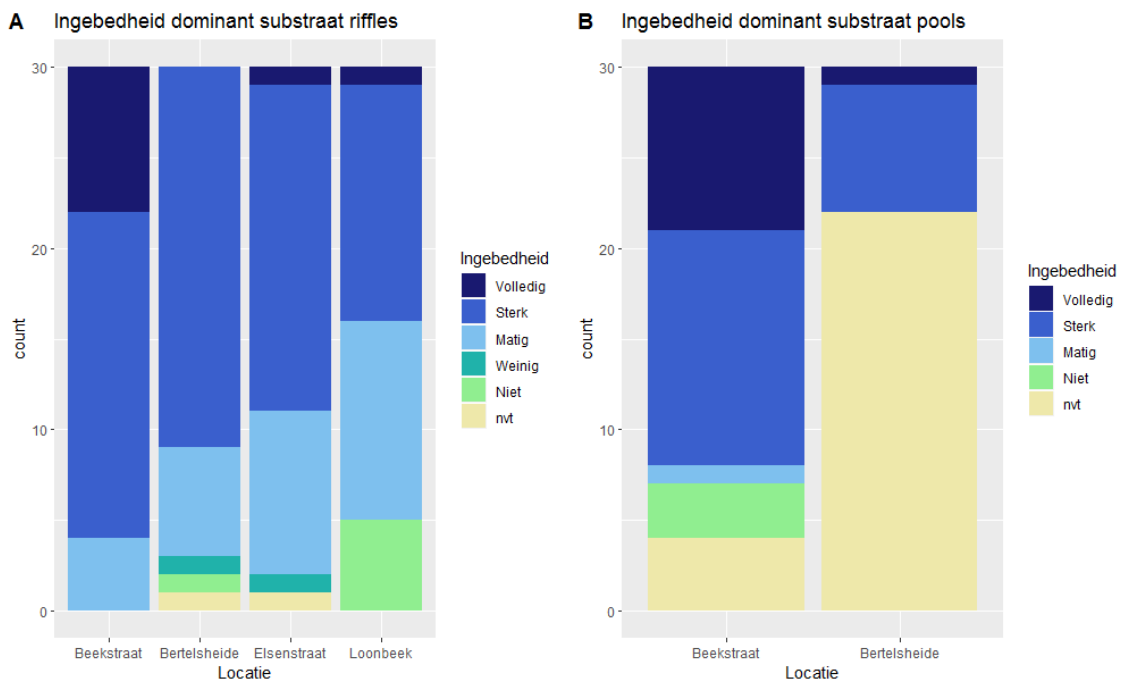 A Ingebedheid dominant substraat riffles
30
20
10
0
count
Beekstraat Bertelsheide Elsenstraat Loonbeek
Locatie
Ingebedheid
Volledig
Sterk
Matig
Weinig
Niet
nvt
B Ingebedheid dominant substraat pools
30
20
10
0
count
Beekstraat Bertelsheide
Locatie
Ingebedheid
Volledig
Sterk
Matig
Niet
nvt